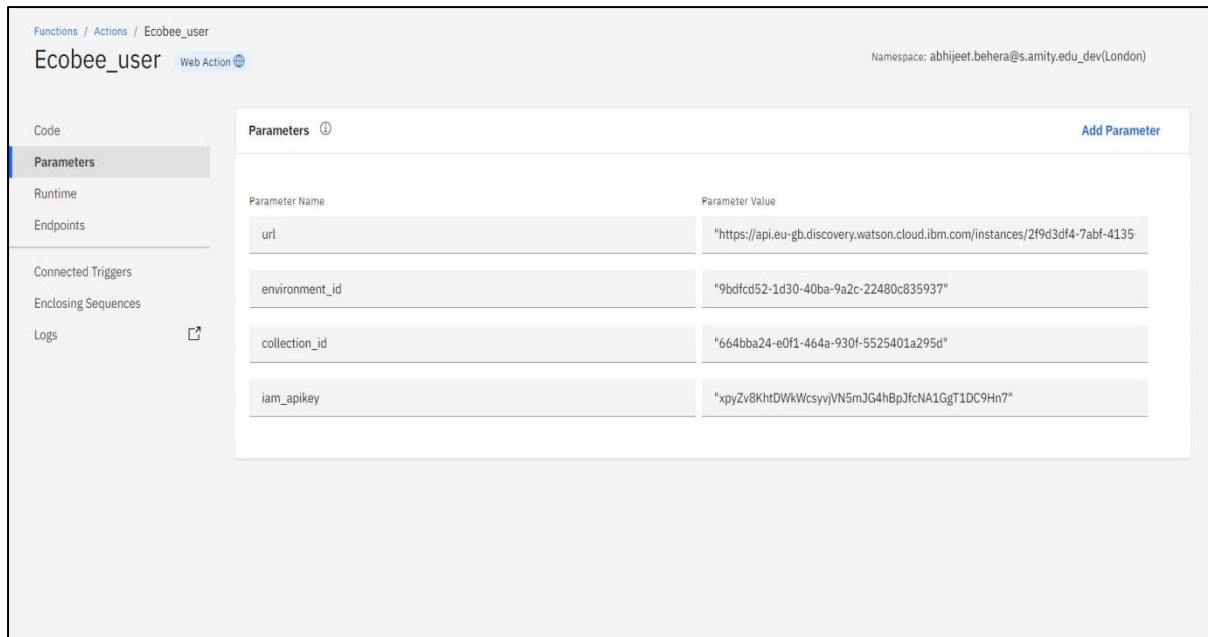 Functions / Actions / Ecobee_user
Ecobee_user Web Action
Namespace: abhijeet.behera@s.amity.edu_dev(London)
Code
Parameters
Runtime
Endpoints
Connected Triggers
Enclosing Sequences
Logs
Parameters
Add Parameter
Parameter Name Parameter Value
url "https://api.eu-gb.discovery.watson.cloud.ibm.com/instances/2f9d3df4-7abf-4135-
environment_id "9bdfcd52-1d30-40ba-9a2c-22480c835937"
collection_id "664bba24-e0f1-464a-930f-5525401a295d"
iam_apikey "xpyZv8KhtDWkWcsyvjVN5mJG4hBpJfcNA1GgT1DC9Hn7"